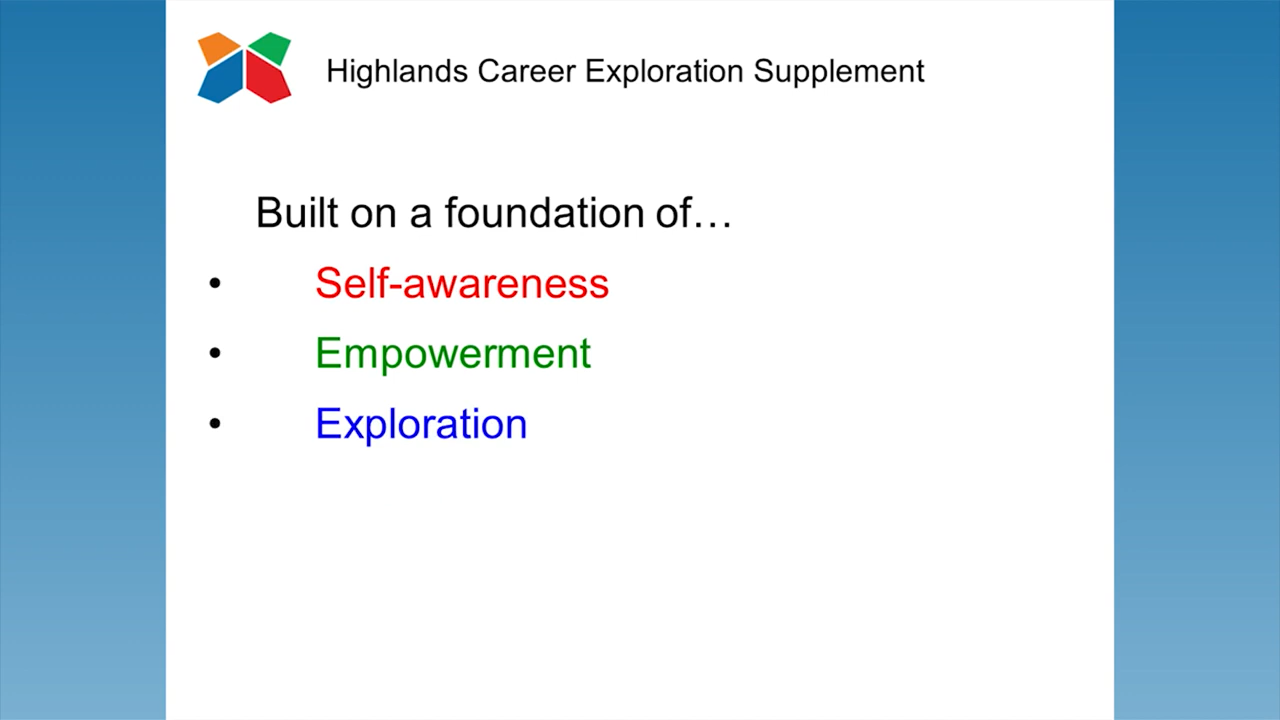 Highlands Career Exploration Supplement
Built on a foundation of…
• Self-awareness
• Empowerment
• Exploration